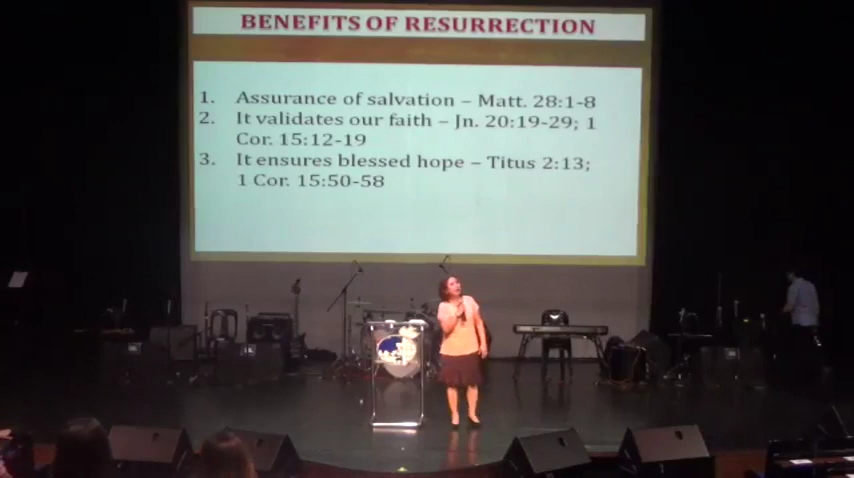 BENEFITS OF RESURRECTION
1. Assurance of salvation – Matt. 28:1-8
2. It validates our faith – Jn. 20:19-29; 1
Cor. 15:12-19
3. It ensures blessed hope – Titus 2:13;
1 Cor. 15:50-58